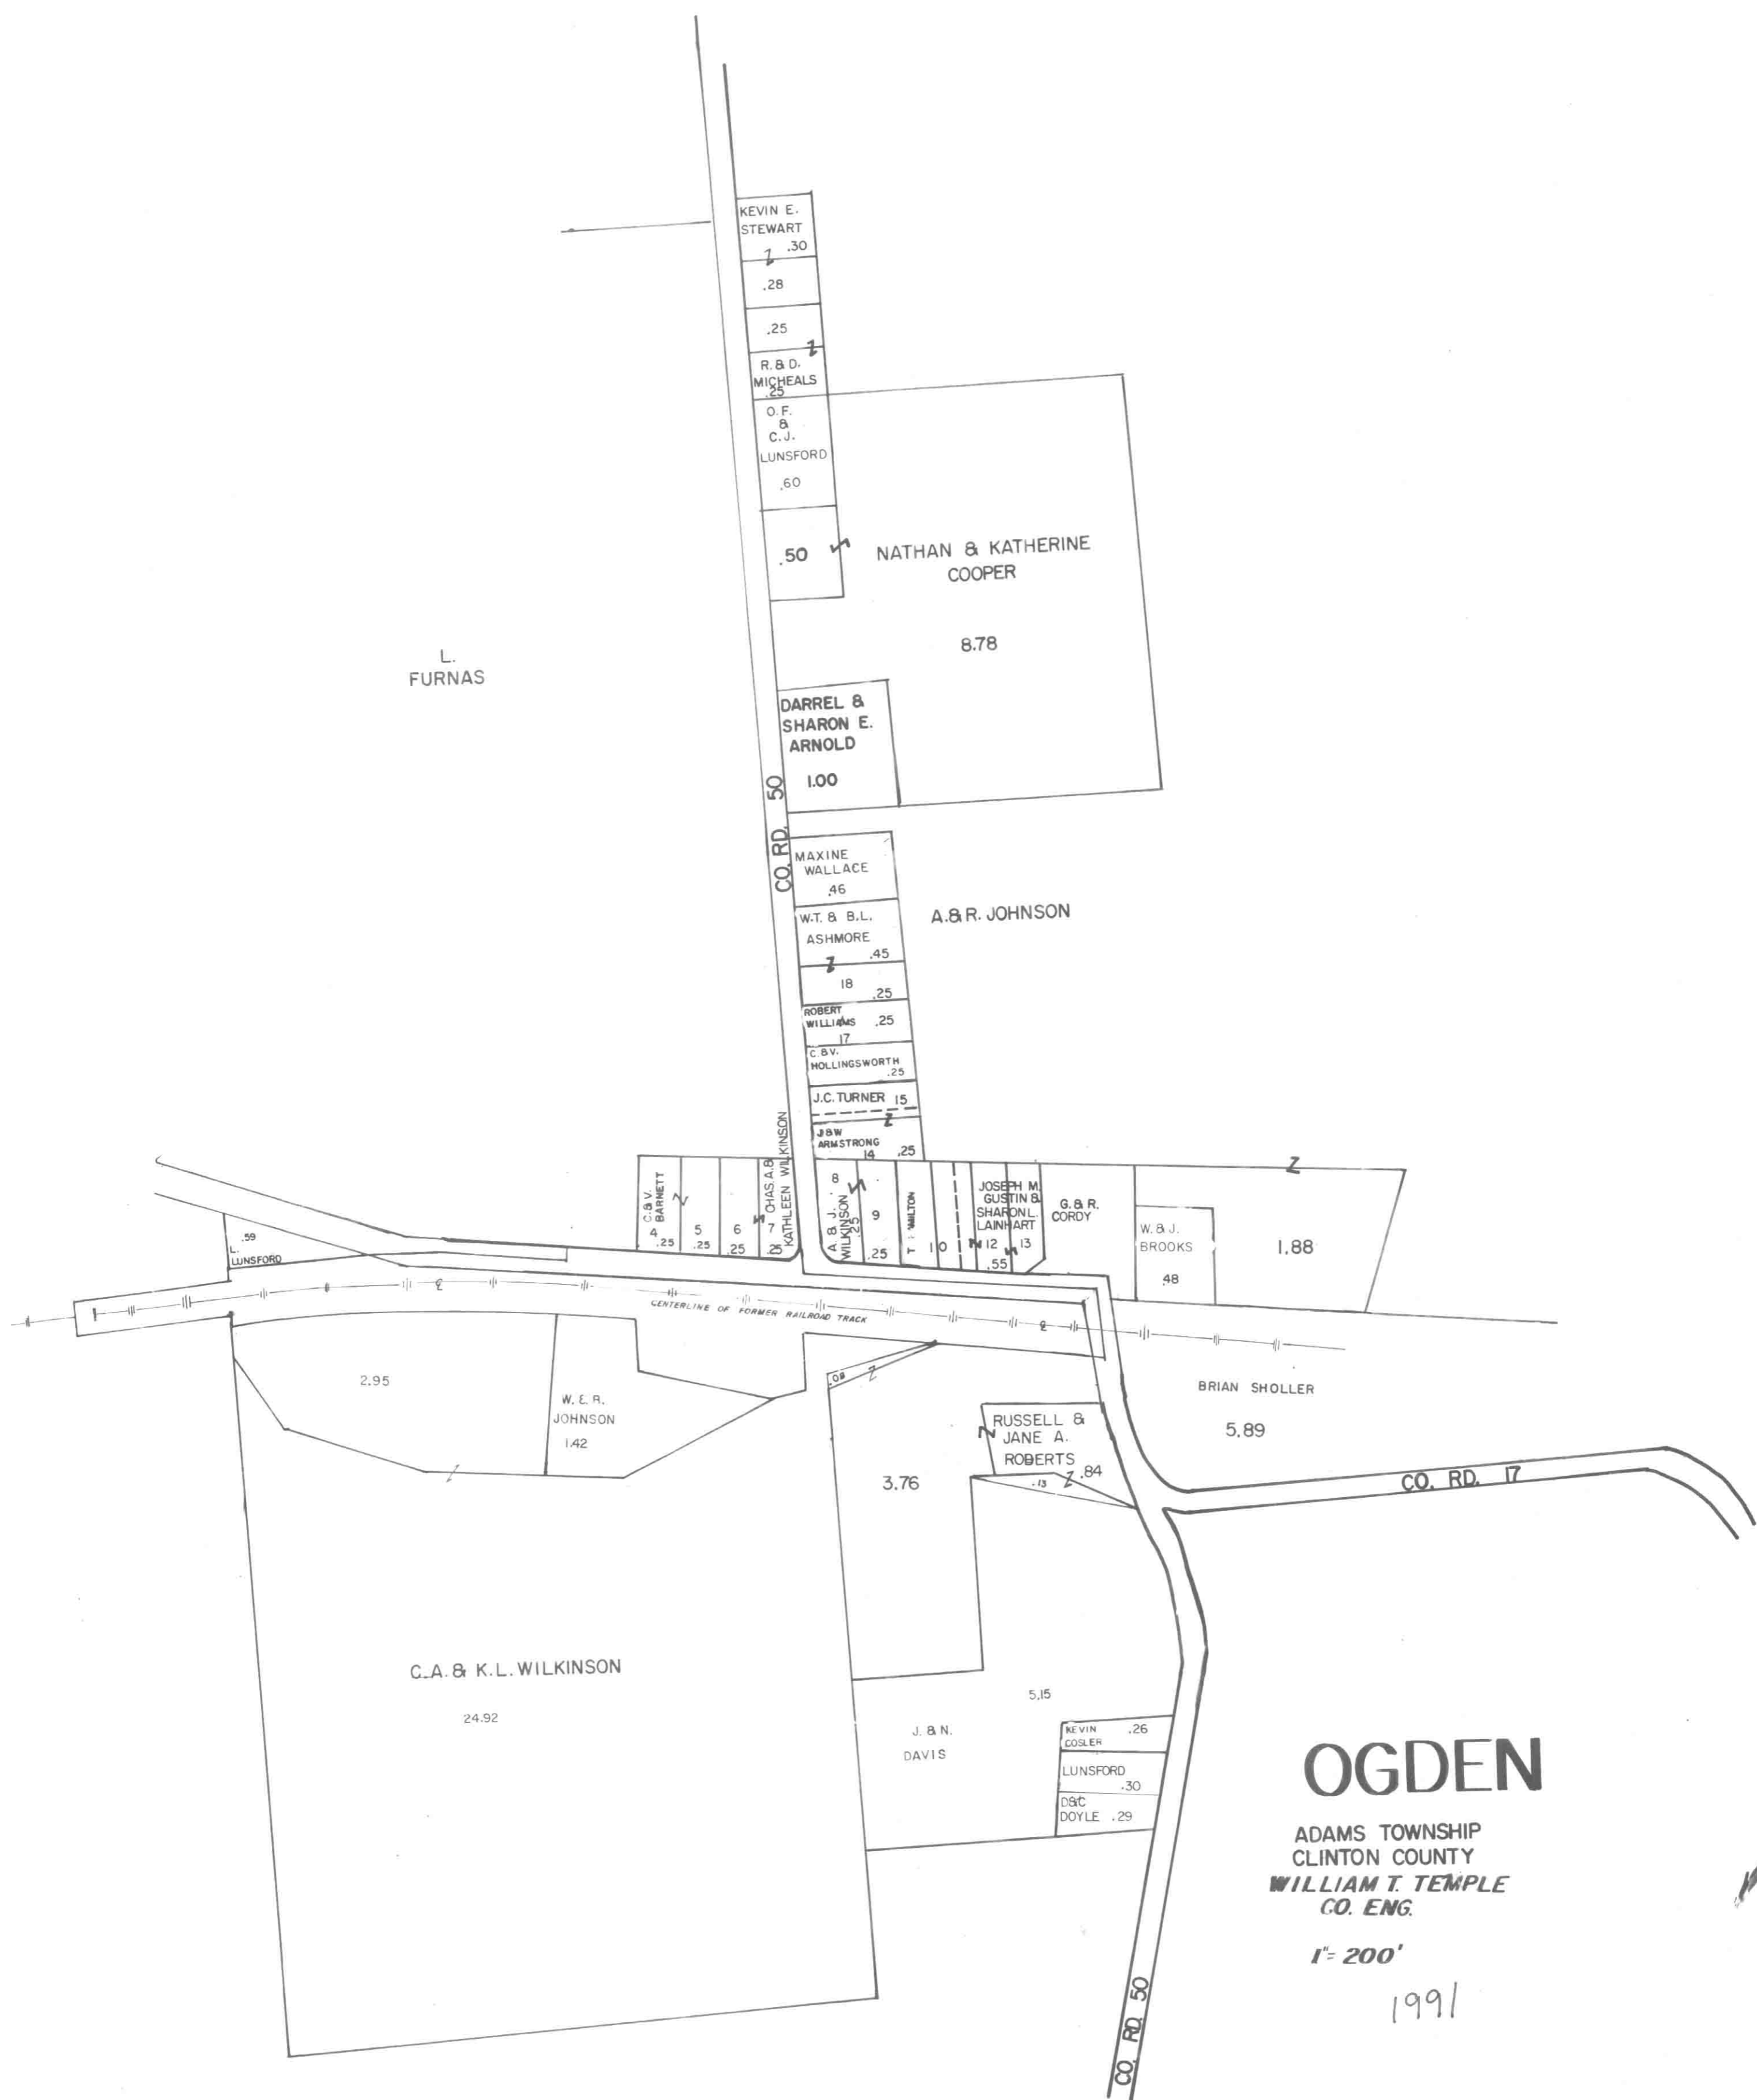 KEVIN E.
STEWART
.30
.28
.25
R. & D.
MICHEALS
.25
O. F.
&
C. J.
LUNSFORD
.60
.50
NATHAN & KATHERINE
COOPER
8.78
L.
FURNAS
DARREL &
SHARON E.
ARNOLD
1.00
CO. RD. 50
MAXINE
WALLACE
.46
A. & R. JOHNSON
W.T. & B.L.
ASHMORE
.45
18
.25
ROBERT
WILLIAMS .25
17
C. & V.
HOLLINGSWORTH
.25
J.C. TURNER 15
J & W
ARMSTRONG
14 .25
C. & V.
BARNETT
4
.25
5
.25
6
.25
CHAS. A. &
KATHLEEN WILKINSON
7
.25
8
A. & J.
WILKINSON
.25
9
.25
T. WALTON
10
JOSEPH M.
GUSTIN &
SHARON L.
LAINHART
12 13
.55
G. & R.
CORDY
W. & J.
BROOKS
.48
1.88
.59
L.
LUNSFORD
CENTERLINE OF FORMER RAILROAD TRACK
2.95
W. & R.
JOHNSON
1.42
.08
BRIAN SHOLLER
5.89
RUSSELL &
JANE A.
ROBERTS
.84
.13
3.76
CO. RD. 17
C.A. & K.L. WILKINSON
24.92
5.15
J. & N.
DAVIS
KEVIN .26
COSLER
LUNSFORD
.30
D&C
DOYLE .29
OGDEN
ADAMS TOWNSHIP
CLINTON COUNTY
WILLIAM T. TEMPLE
CO. ENG.
1"= 200'
1991
CO. RD. 50